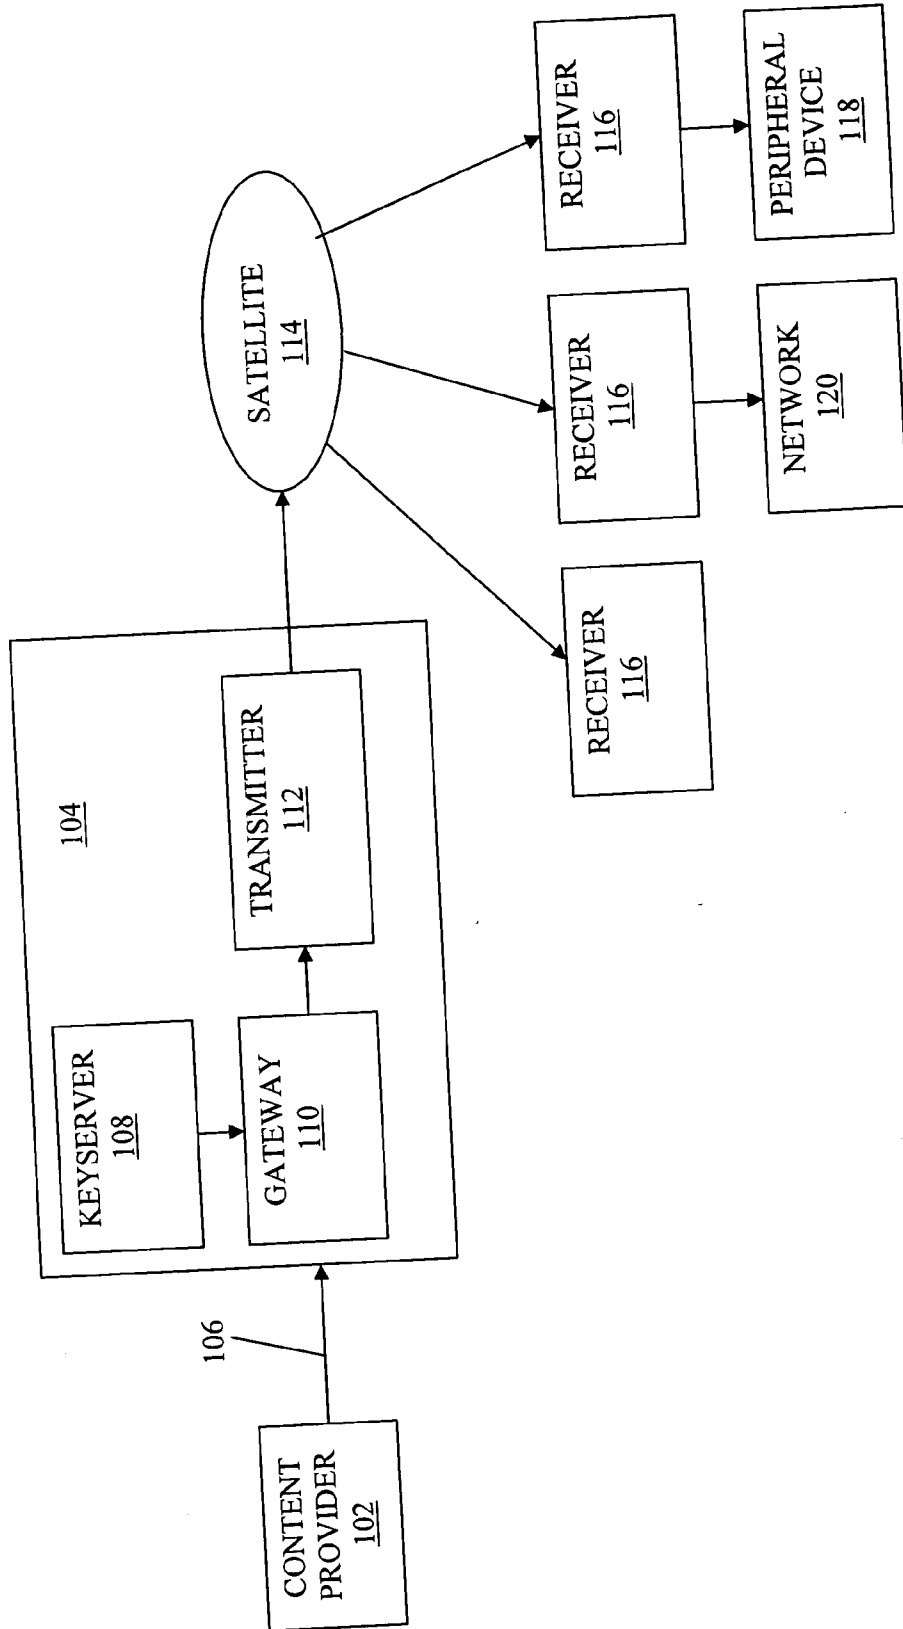 CONTENT
PROVIDER
102
106
104
KEYSERVER
108
GATEWAY
110
TRANSMITTER
112
SATELLITE
114
RECEIVER
116
RECEIVER
116
RECEIVER
116
NETWORK
120
PERIPHERAL
DEVICE
118